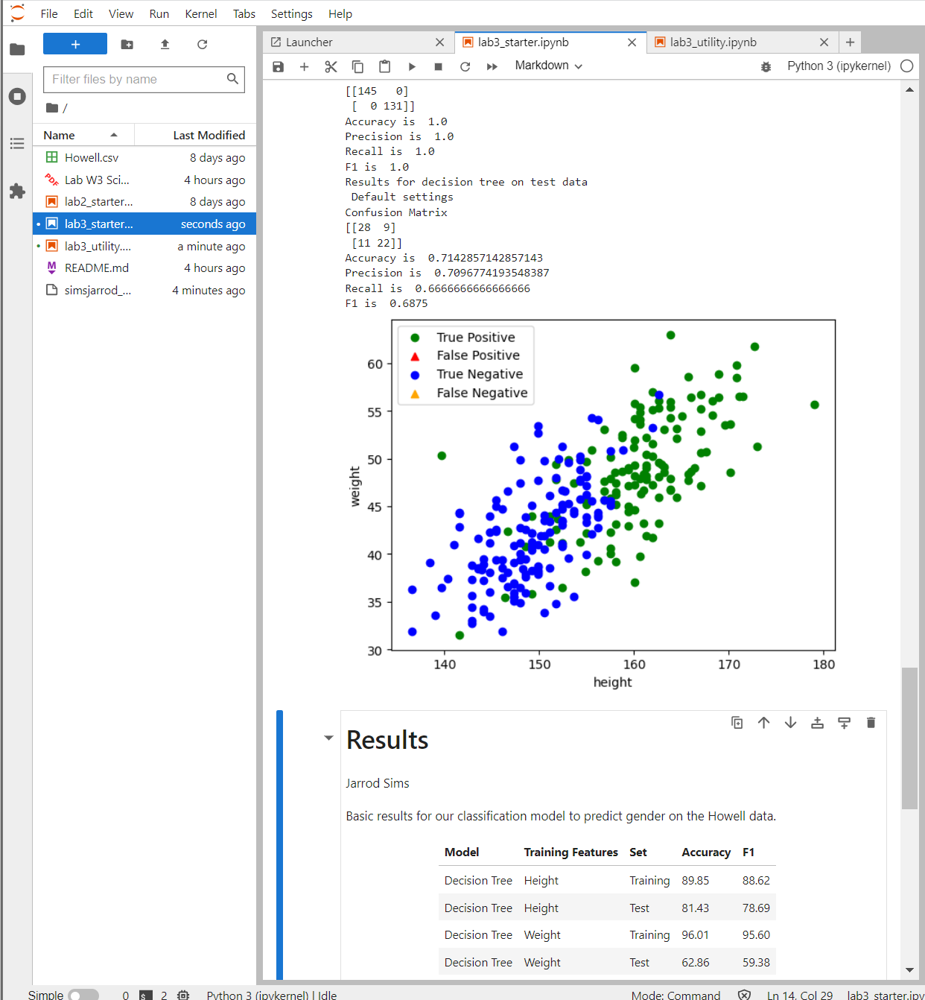 File Edit View Run Kernel Tabs Settings Help
+
Filter files by name
/
Name Last Modified
Howell.csv 8 days ago
Lab W3 Sci... 4 hours ago
lab2_starter... 8 days ago
lab3_starter... seconds ago
lab3_utility.... a minute ago
README.md 4 hours ago
simsjarrod_... 4 minutes ago
Launcher lab3_starter.ipynb lab3_utility.ipynb
Markdown Python 3 (ipykernel)
[[145   0]
[  0 131]]
Accuracy is  1.0
Precision is  1.0
Recall is  1.0
F1 is  1.0
Results for decision tree on test data
Default settings
Confusion Matrix
[[28  9]
[11 22]]
Accuracy is  0.7142857142857143
Precision is  0.7096774193548387
Recall is  0.6666666666666666
F1 is  0.6875
True Positive
False Positive
True Negative
False Negative
60
55
50
45
40
35
30
weight
140 150 160 170 180
height
Results
Jarrod Sims
Basic results for our classification model to predict gender on the Howell data.
Model Training Features Set Accuracy F1
Decision Tree Height Training 89.85 88.62
Decision Tree Height Test 81.43 78.69
Decision Tree Weight Training 96.01 95.60
Decision Tree Weight Test 62.86 59.38
Simple 0 2 Python 3 (ipykernel) | Idle Mode: Command Ln 14, Col 29 lab3_starter.ipy